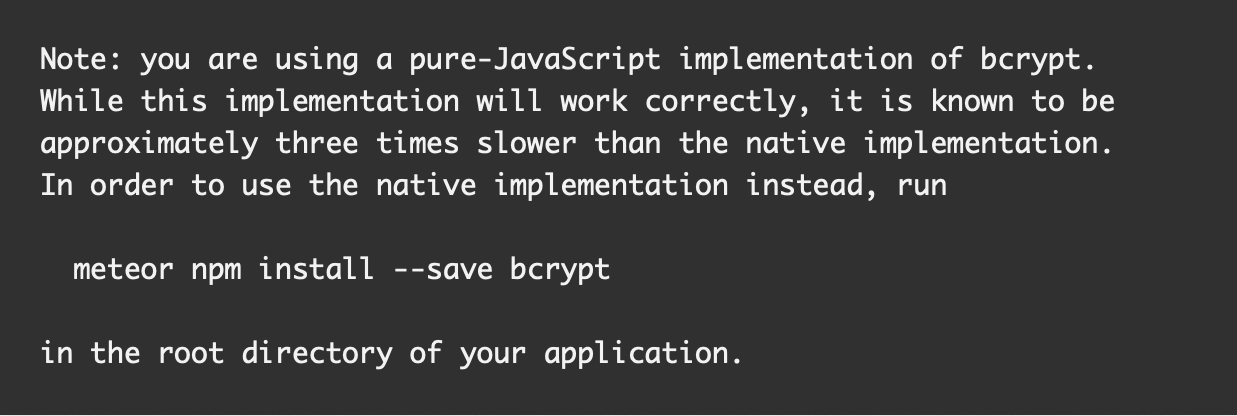 Note: you are using a pure-JavaScript implementation of bcrypt.
While this implementation will work correctly, it is known to be
approximately three times slower than the native implementation.
In order to use the native implementation instead, run
meteor npm install --save bcrypt
in the root directory of your application.